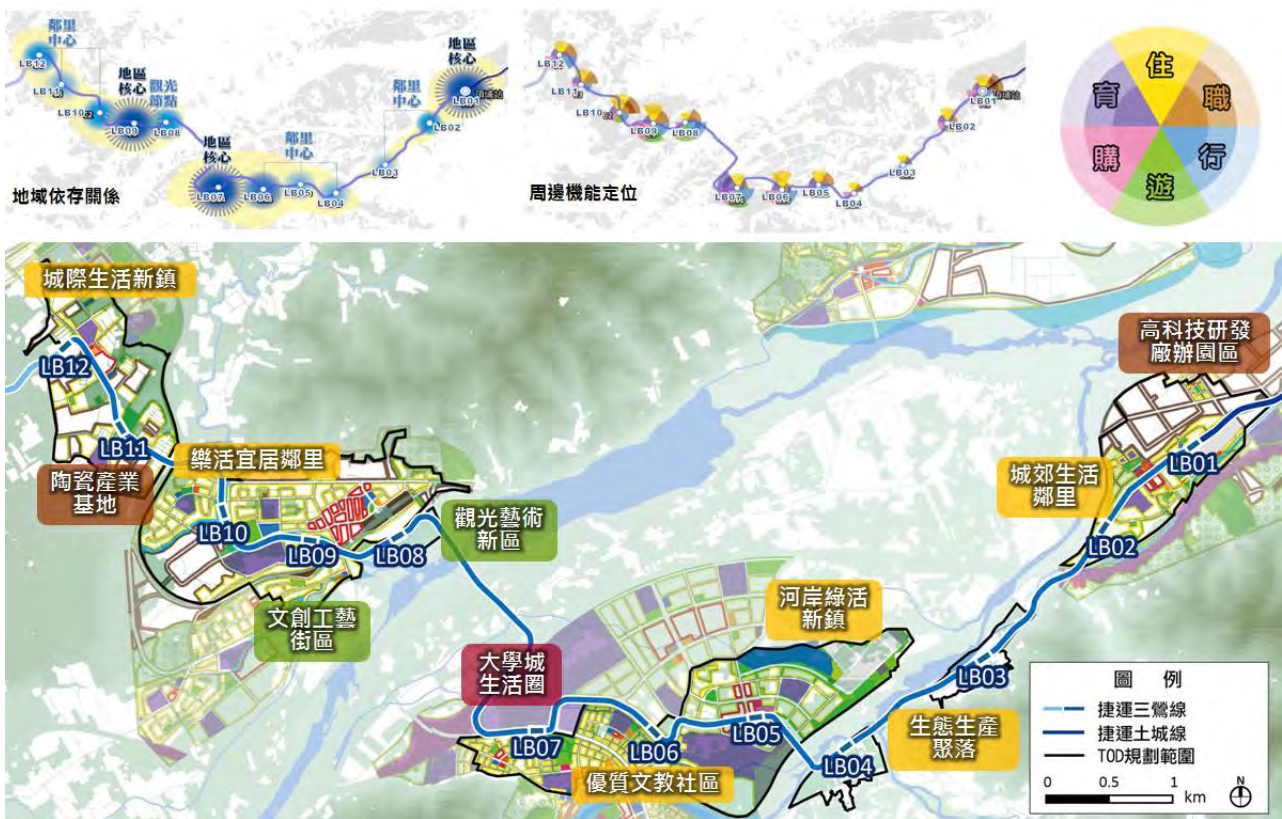 鄰里
中心
LB12
LB11
LB10
地區
核心
LB09
觀光
節點
LB08
地區
核心
LB07
LB06
鄰里
中心
LB05
LB04
LB03
鄰里
中心
LB02
地區
核心
LB01
地域依存關係
LB12
LB11
LB10
LB09
LB08
LB07
LB06
LB05
LB04
LB03
LB02
LB01
周邊機能定位
住
職
行
遊
購
育
城際生活新鎮
LB12
LB11
陶瓷產業
基地
樂活宜居鄰里
LB10
LB09
LB08
觀光藝術
新區
文創工藝
街區
大學城
生活圈
LB07
LB06
優質文教社區
LB05
河岸綠活
新鎮
LB04
生態生產
聚落
LB03
城郊生活
鄰里
LB02
LB01
高科技研發
廠辦園區
圖 例
捷運三鶯線
捷運土城線
TOD規劃範圍
0 0.5 1
km
N